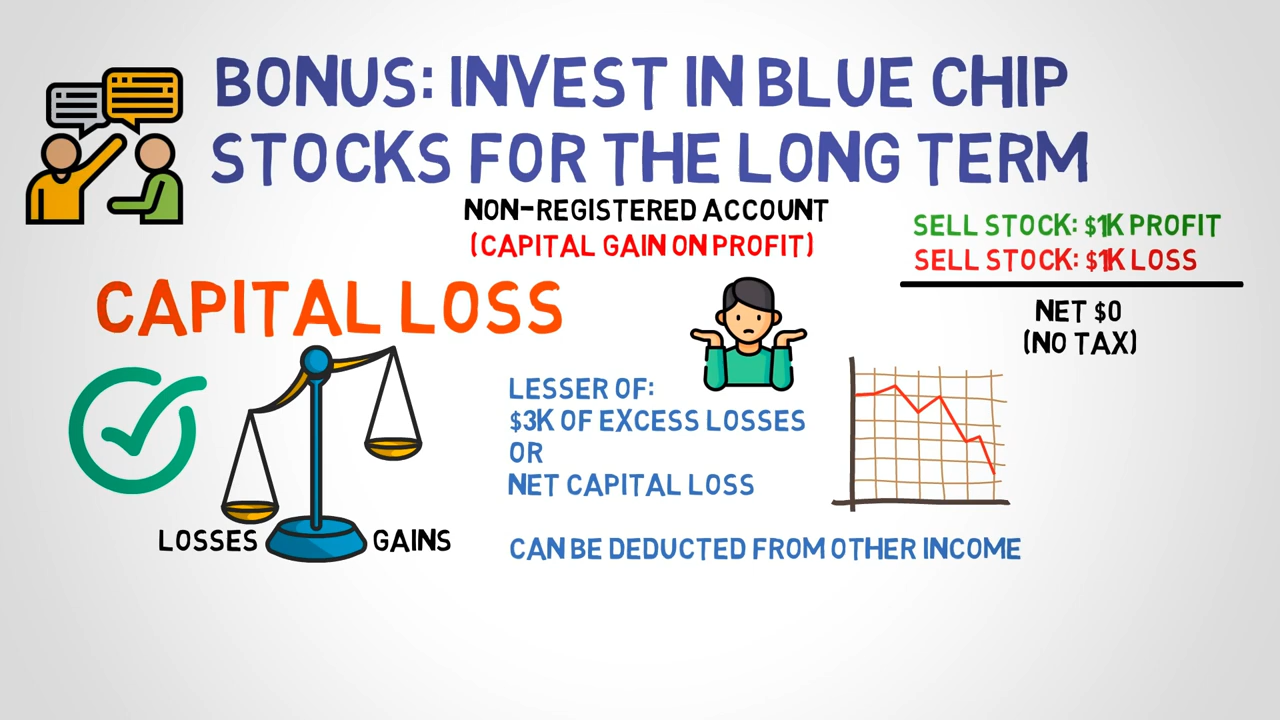 BONUS: INVEST IN BLUE CHIP
STOCKS FOR THE LONG TERM
NON-REGISTERED ACCOUNT
(CAPITAL GAIN ON PROFIT)
SELL STOCK: $1K PROFIT
SELL STOCK: $1K LOSS
NET $0
(NO TAX)
CAPITAL LOSS
LOSSES
GAINS
LESSER OF:
$3K OF EXCESS LOSSES
OR
NET CAPITAL LOSS
CAN BE DEDUCTED FROM OTHER INCOME